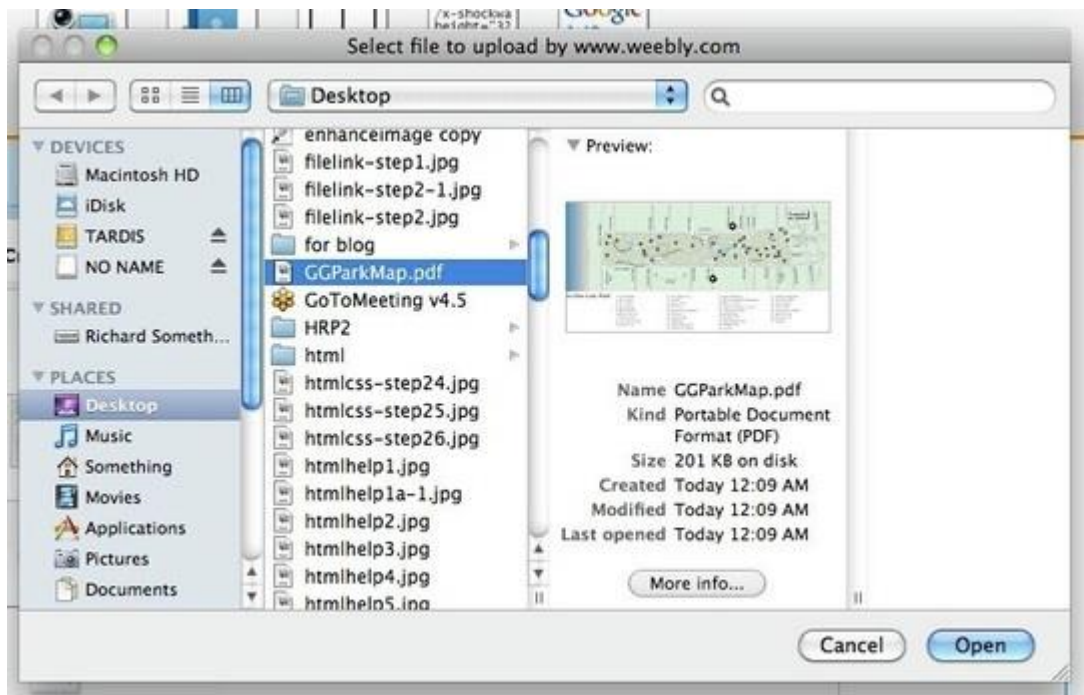 /x-shockwa
height="32
Google
Select file to upload by www.weebly.com
Desktop
DEVICES
Macintosh HD
iDisk
TARDIS
NO NAME
SHARED
Richard Someth...
PLACES
Desktop
Music
Something
Movies
Applications
Pictures
Documents
enhanceimage copy
filelink-step1.jpg
filelink-step2-1.jpg
filelink-step2.jpg
for blog
GGParkMap.pdf
GoToMeeting v4.5
HRP2
html
htmlcss-step24.jpg
htmlcss-step25.jpg
htmlcss-step26.jpg
htmlhelp1.jpg
htmlhelp1a-1.jpg
htmlhelp2.jpg
htmlhelp3.jpg
htmlhelp4.jpg
htmlhelp5.jpg
Preview:
Name GGParkMap.pdf
Kind Portable Document
Format (PDF)
Size 201 KB on disk
Created Today 12:09 AM
Modified Today 12:09 AM
Last opened Today 12:09 AM
More info...
Cancel
Open